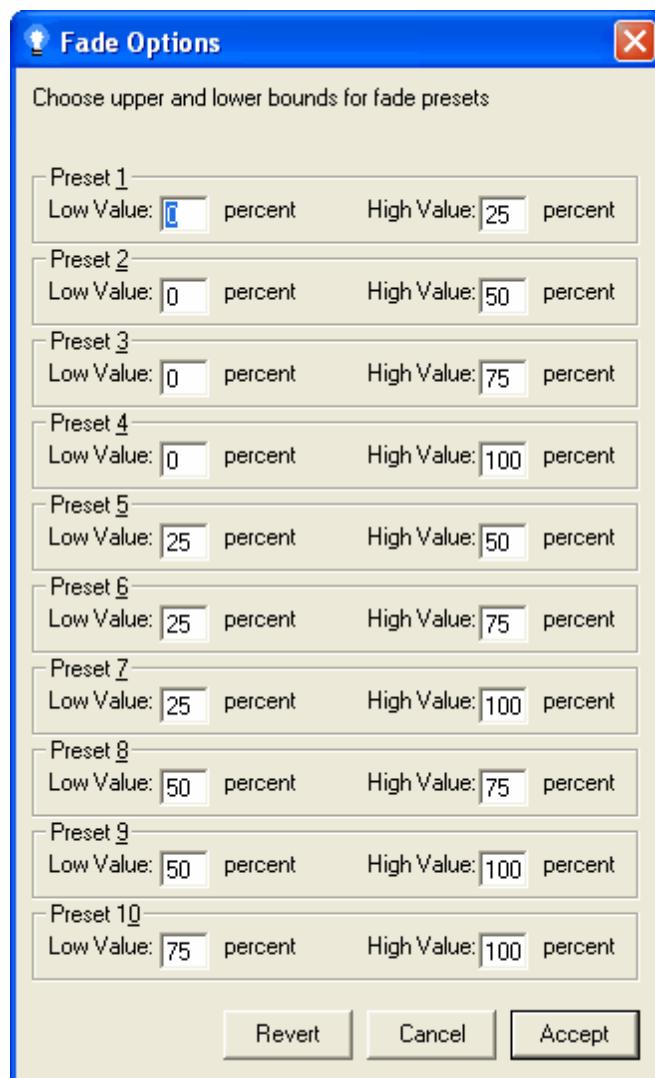 Fade Options
Choose upper and lower bounds for fade presets
Preset 1
Low Value: 0 percent High Value: 25 percent
Preset 2
Low Value: 0 percent High Value: 50 percent
Preset 3
Low Value: 0 percent High Value: 75 percent
Preset 4
Low Value: 0 percent High Value: 100 percent
Preset 5
Low Value: 25 percent High Value: 50 percent
Preset 6
Low Value: 25 percent High Value: 75 percent
Preset 7
Low Value: 25 percent High Value: 100 percent
Preset 8
Low Value: 50 percent High Value: 75 percent
Preset 9
Low Value: 50 percent High Value: 100 percent
Preset 10
Low Value: 75 percent High Value: 100 percent
Revert Cancel Accept